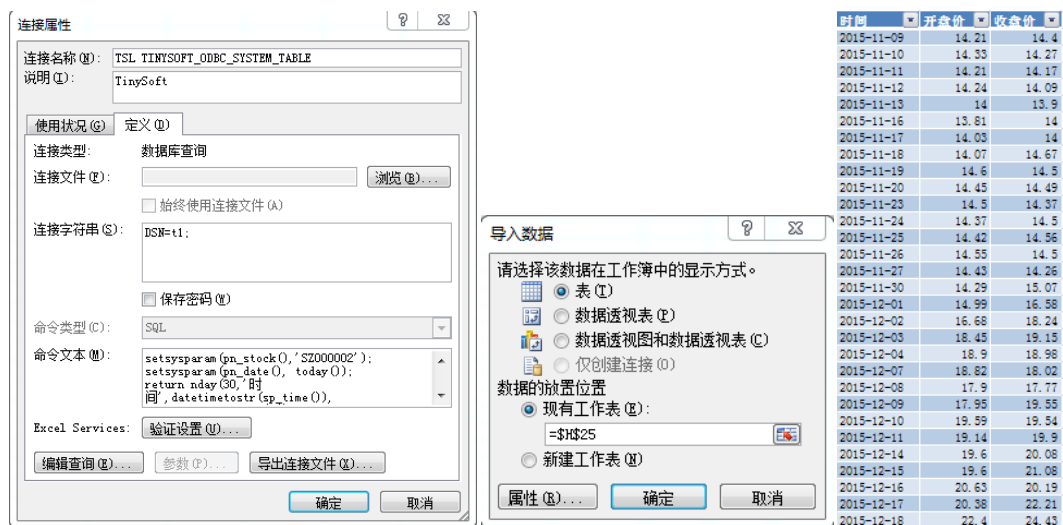 连接属性
连接名称(N):
TSL TINYSOFT_ODBC_SYSTEM_TABLE
说明(I):
TinySoft
使用状况(G)
定义(D)
连接类型:
数据库查询
连接文件(F):
浏览(B)...
始终使用连接文件(A)
连接字符串(S):
DSN=t1;
保存密码(W)
命令类型(C):
SQL
命令文本(M):
setsysparam(pn_stock(),'SZ000002');
setsysparam(pn_date(), today());
return nday(30,'时
间',datetimetostr(sp_time()),
Excel Services:
验证设置(U)...
编辑查询(E)...
参数(P)...
导出连接文件(X)...
确定
取消
导入数据
请选择该数据在工作簿中的显示方式。
表(T)
数据透视表(P)
数据透视图和数据透视表(C)
仅创建连接(O)
数据的放置位置
现有工作表(E):
=$H$25
新建工作表(N)
属性(R)...
确定
取消
时间 开盘价 收盘价
2015-11-09 14.21 14.4
2015-11-10 14.33 14.27
2015-11-11 14.21 14.17
2015-11-12 14.24 14.09
2015-11-13 14 13.9
2015-11-16 13.81 14
2015-11-17 14.03 14
2015-11-18 14.07 14.67
2015-11-19 14.6 14.5
2015-11-20 14.45 14.49
2015-11-23 14.5 14.37
2015-11-24 14.37 14.5
2015-11-25 14.42 14.56
2015-11-26 14.55 14.5
2015-11-27 14.43 14.26
2015-11-30 14.29 15.07
2015-12-01 14.99 16.58
2015-12-02 16.68 18.24
2015-12-03 18.45 19.15
2015-12-04 18.9 18.98
2015-12-07 18.82 18.02
2015-12-08 17.9 17.77
2015-12-09 17.95 19.55
2015-12-10 19.59 19.54
2015-12-11 19.14 19.9
2015-12-14 19.6 20.08
2015-12-15 19.6 21.08
2015-12-16 20.63 20.19
2015-12-17 20.38 22.21
2015-12-18 22.4 24.43